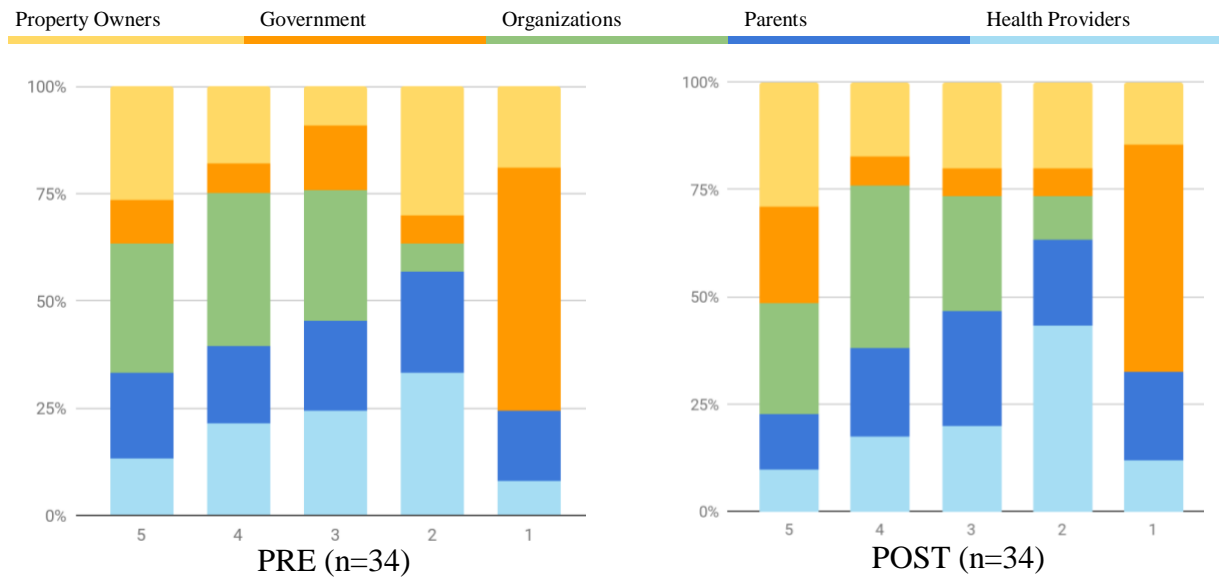 Property Owners Government Organizations Parents Health Providers
100%
75%
50%
25%
0%
5 4 3 2 1
PRE (n=34)
100%
75%
50%
25%
0%
5 4 3 2 1
POST (n=34)